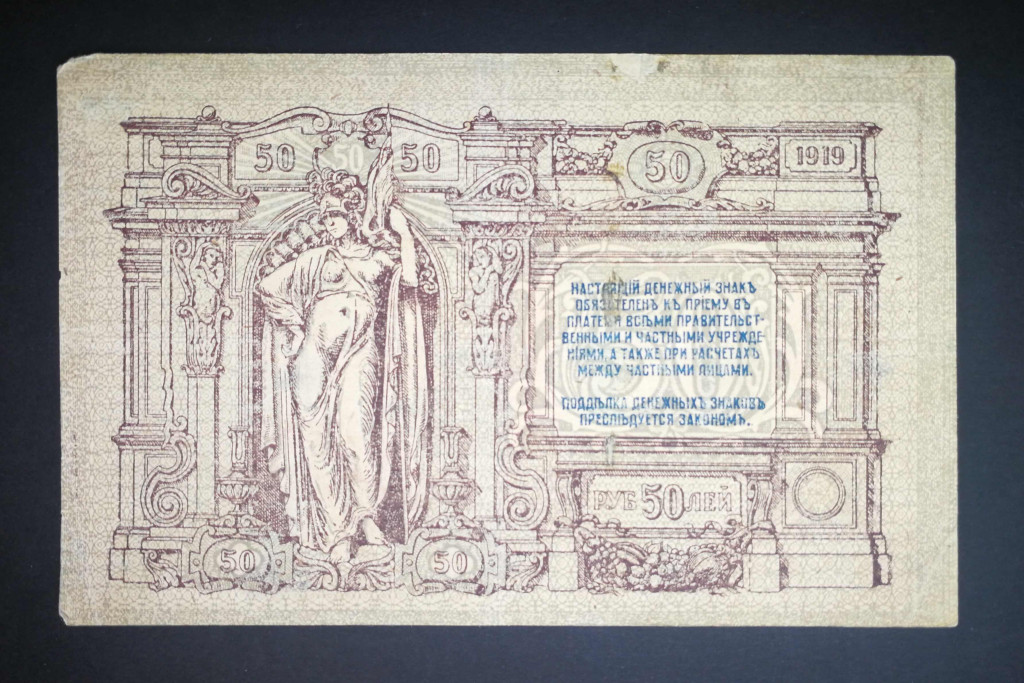 50 50 50
50
1919
НАСТОЯЩІЙ ДЕНЕЖНЫЙ ЗНАКЪ
ОБЯЗАТЕЛЕНЪ КЪ ПРІЕМУ ВЪ
ПЛАТЕЖИ ВСѢМИ ПРАВИТЕЛЬСТ-
ВЕННЫМИ И ЧАСТНЫМИ УЧРЕЖДЕ-
НІЯМИ, А ТАКЖЕ ПРИ РАСЧЕТАХЪ
МЕЖДУ ЧАСТНЫМИ ЛИЦАМИ.
ПОДДѢЛКА ДЕНЕЖНЫХЪ ЗНАКОВЪ
ПРЕСЛѢДУЕТСЯ ЗАКОНОМЪ.
РУБ 50 ЛЕЙ
50
50